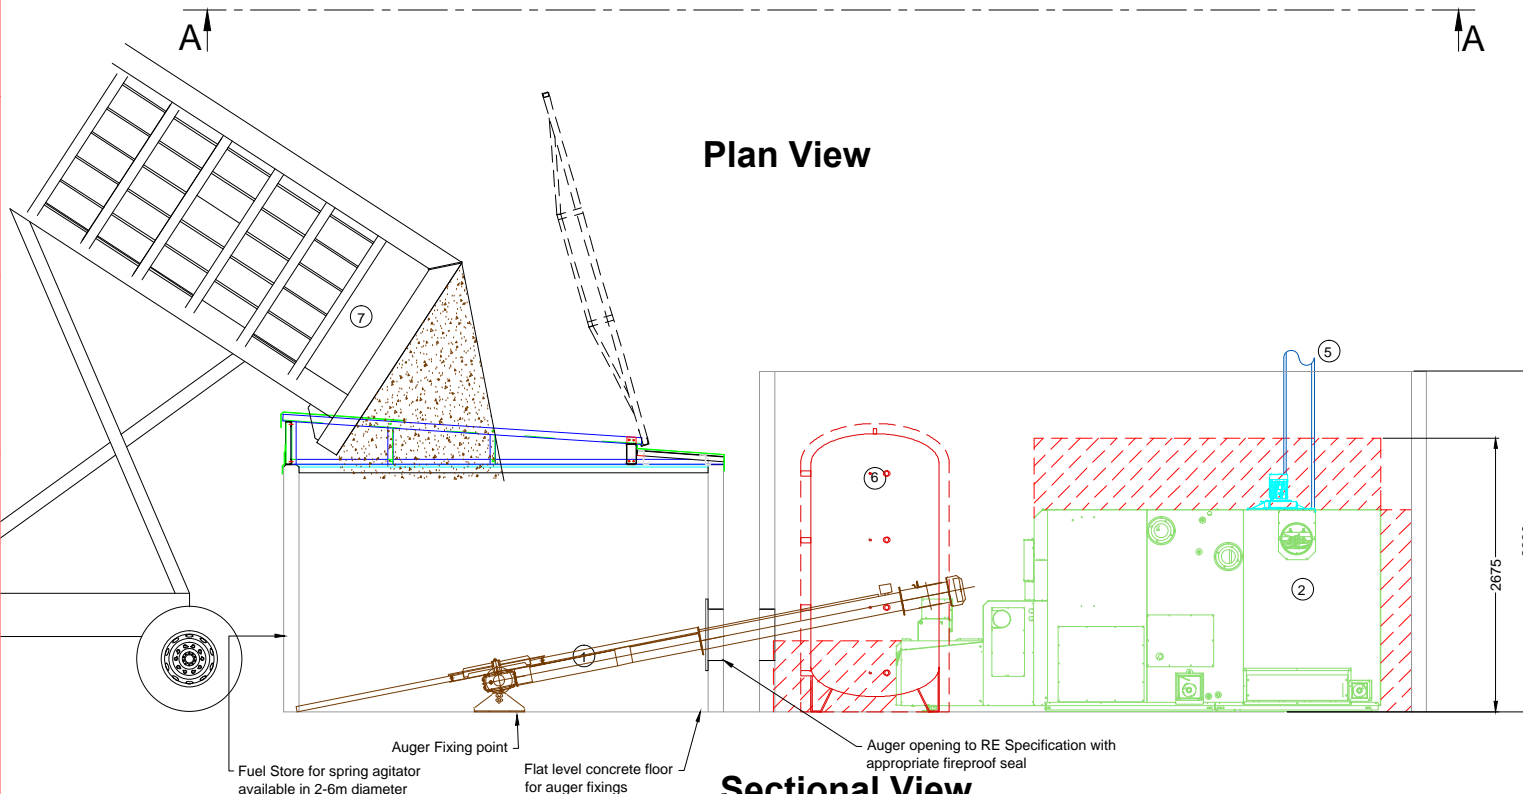 A
A
Plan View
7
5
6
2
2675
1
Auger Fixing point
Auger opening to RE Specification with
appropriate fireproof seal
Fuel Store for spring agitator
available in 2-6m diameter
Flat level concrete floor
for auger fixings
Sectional View